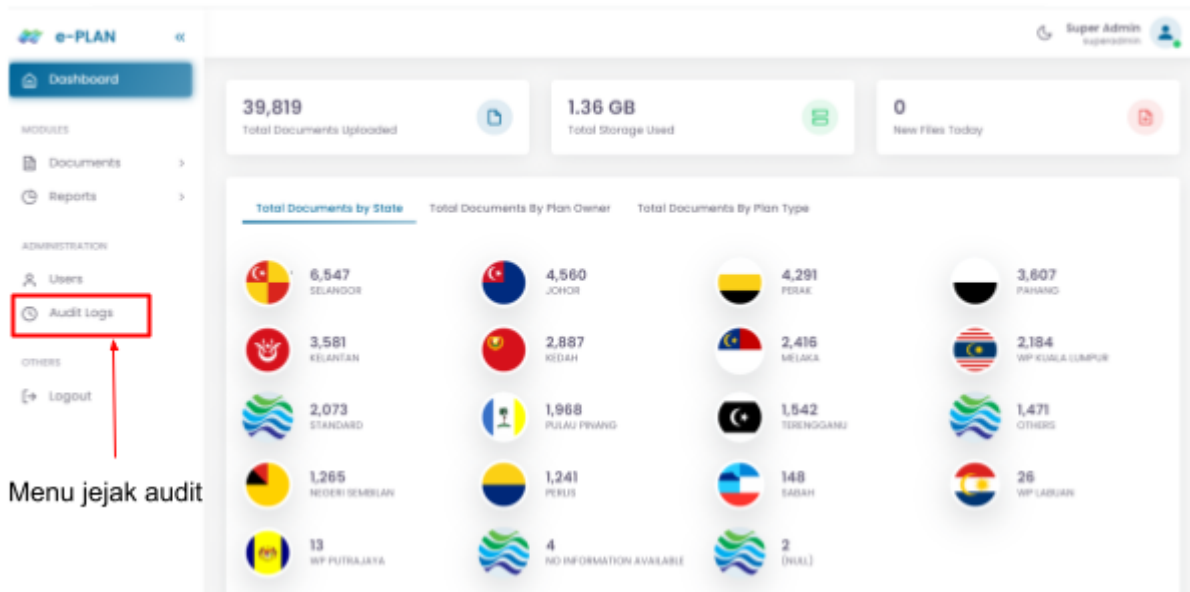 e-PLAN «
Super Admin
superadmin
Dashboard
MODULES
Documents
Reports
ADMINISTRATION
Users
Audit Logs
OTHERS
Logout
Menu jejak audit
39,819
Total Documents Uploaded
1.36 GB
Total Storage Used
0
New Files Today
Total Documents by State Total Documents By Plan Owner Total Documents By Plan Type
6,547
SELANGOR
4,560
JOHOR
4,291
PERAK
3,607
PAHANG
3,581
KELANTAN
2,887
KEDAH
2,416
MELAKA
2,184
WP KUALA LUMPUR
2,073
STANDARD
1,968
PULAU PINANG
1,542
TERENGGANU
1,471
OTHERS
1,265
NEGERI SEMBILAN
1,241
PERLIS
148
SABAH
26
WP LABUAN
13
WP PUTRAJAYA
4
NO INFORMATION AVAILABLE
2
(NULL)